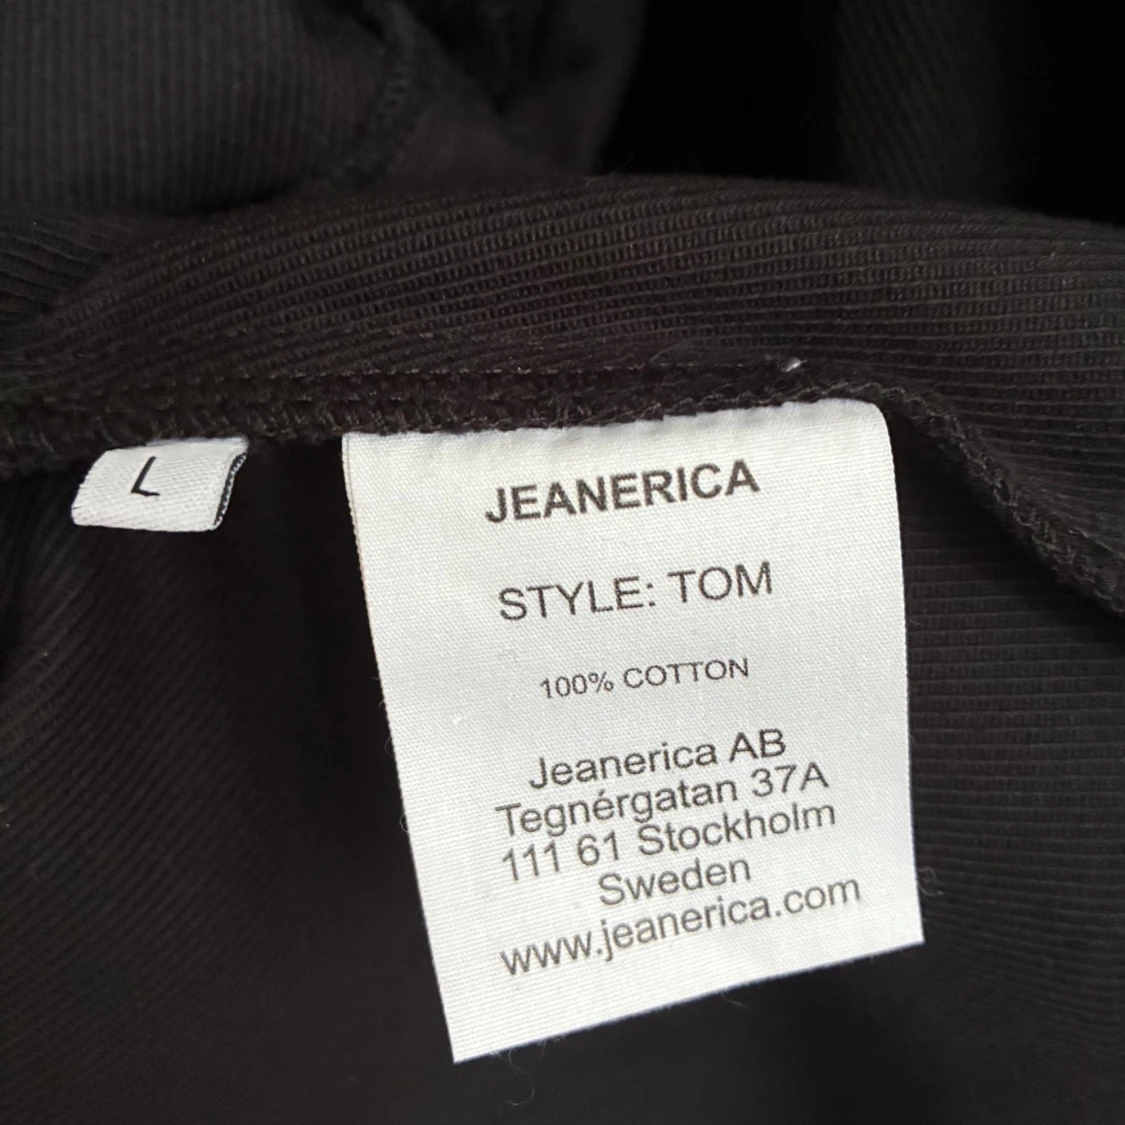 L
JEANERICA
STYLE: TOM
100% COTTON
Jeanerica AB
Tegnérgatan 37A
111 61 Stockholm
Sweden
www.jeanerica.com